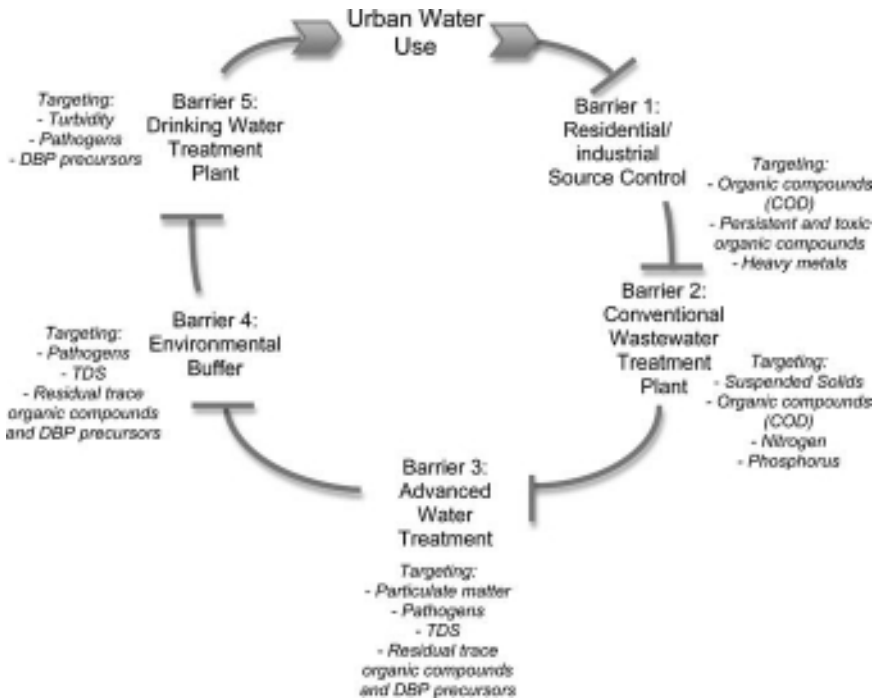 Urban Water
Use
Barrier 1:
Residential/
industrial
Source Control
Targeting:
- Organic compounds
(COD)
- Persistent and toxic
organic compounds
- Heavy metals
Barrier 2:
Conventional
Wastewater
Treatment
Plant
Targeting:
- Suspended Solids
- Organic compounds
(COD)
- Nitrogen
- Phosphorus
Barrier 3:
Advanced
Water
Treatment
Targeting:
- Particulate matter
- Pathogens
- TDS
- Residual trace
organic compounds
and DBP precursors
Barrier 4:
Environmental
Buffer
Targeting:
- Pathogens
- TDS
- Residual trace
organic compounds
and DBP precursors
Barrier 5:
Drinking Water
Treatment
Plant
Targeting:
- Turbidity
- Pathogens
- DBP precursors